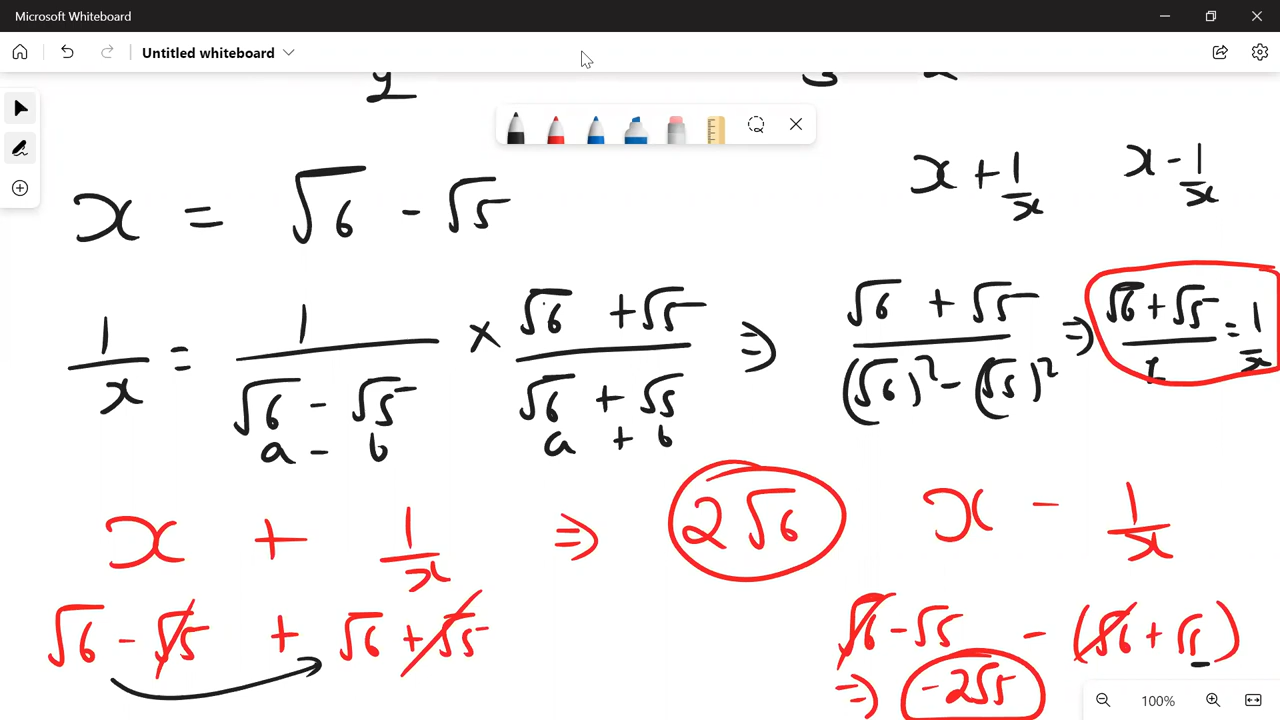 Microsoft Whiteboard
Untitled whiteboard
y
x + 1/x    x - 1/x
x = √6 - √5
1/x = 1/(√6 - √5) × (√6 + √5)/(√6 + √5) ⇒ (√6 + √5)/((√6)² - (√5)²) ⇒ (√6 + √5)/1 = 1/x
a - b    a + b
x + 1/x ⇒ 2√6
x - 1/x
√6 - √5 + √6 + √5
√6 - √5 - (√6 + √5)
⇒ -2√5
100%